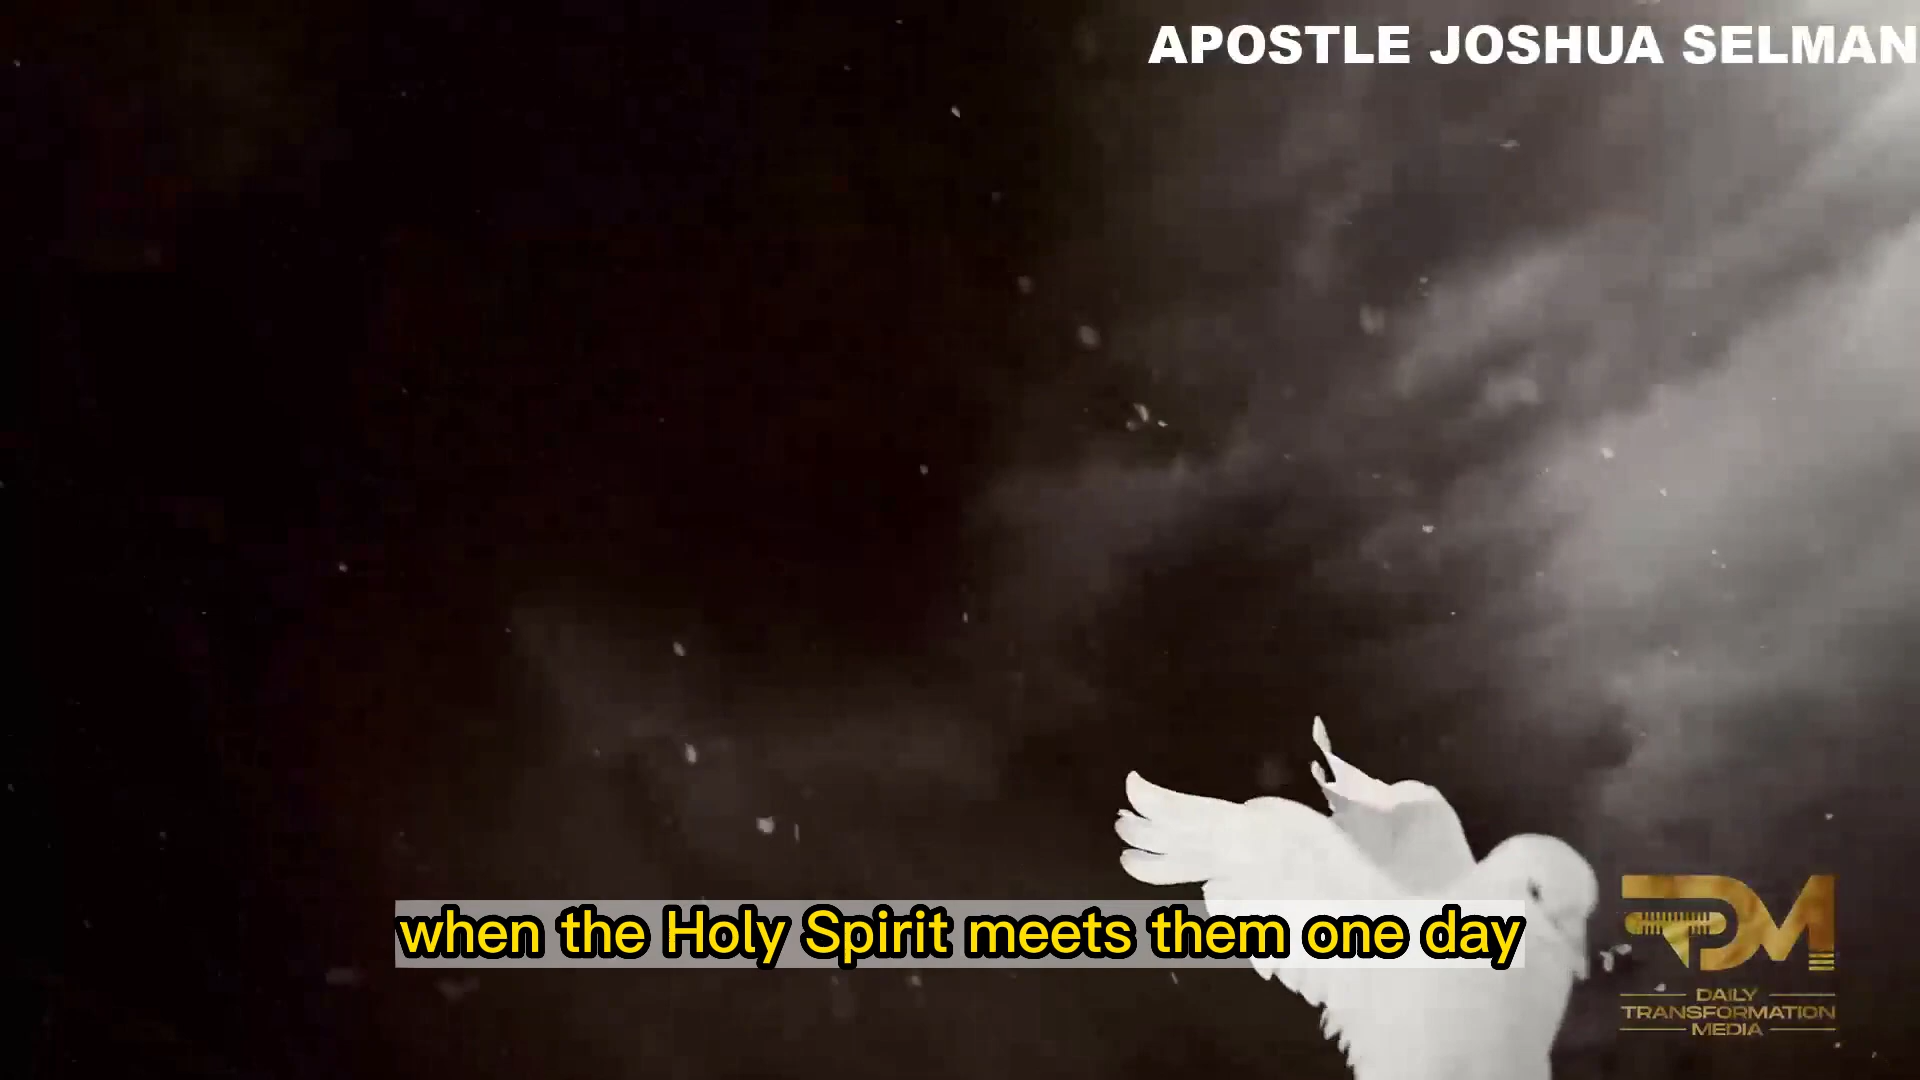 APOSTLE JOSHUA SELMAN
when the Holy Spirit meets them one day
DAILY
TRANSFORMATION
MEDIA